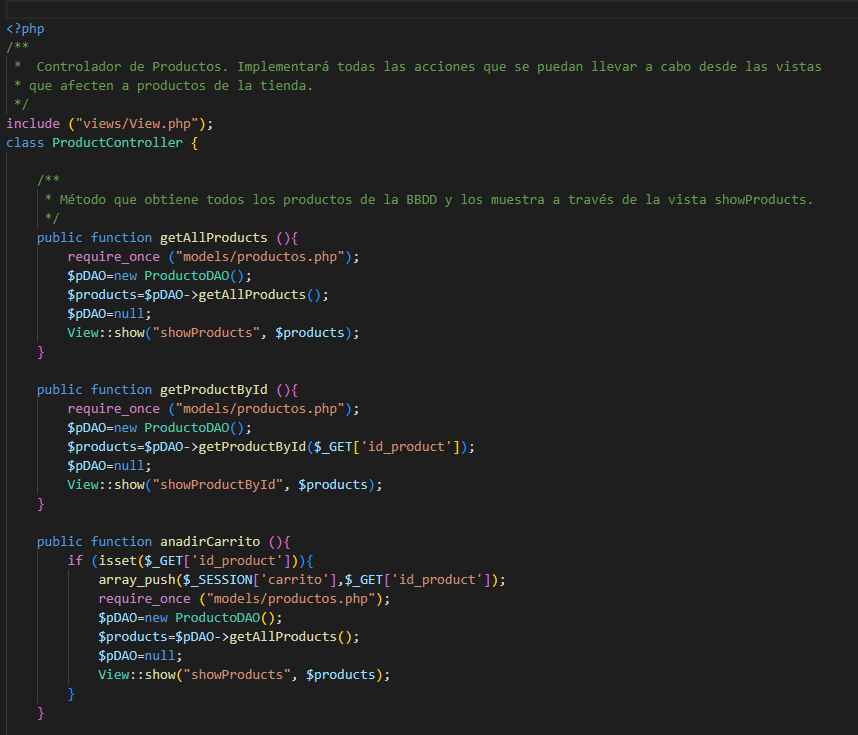 <?php
/**
 *  Controlador de Productos. Implementará todas las acciones que se puedan llevar a cabo desde las vistas
 * que afecten a productos de la tienda.
 */
include ("views/View.php");
class ProductController {
    /**
     * Método que obtiene todos los productos de la BBDD y los muestra a través de la vista showProducts.
     */
    public function getAllProducts (){
        require_once ("models/productos.php");
        $pDAO=new ProductoDAO();
        $products=$pDAO->getAllProducts();
        $pDAO=null;
        View::show("showProducts", $products);
    }
    public function getProductById (){
        require_once ("models/productos.php");
        $pDAO=new ProductoDAO();
        $products=$pDAO->getProductById($_GET['id_product']);
        $pDAO=null;
        View::show("showProductById", $products);
    }
    public function anadirCarrito (){
        if (isset($_GET['id_product'])){
            array_push($_SESSION['carrito'],$_GET['id_product']);
            require_once ("models/productos.php");
            $pDAO=new ProductoDAO();
            $products=$pDAO->getAllProducts();
            $pDAO=null;
            View::show("showProducts", $products);
        }
    }